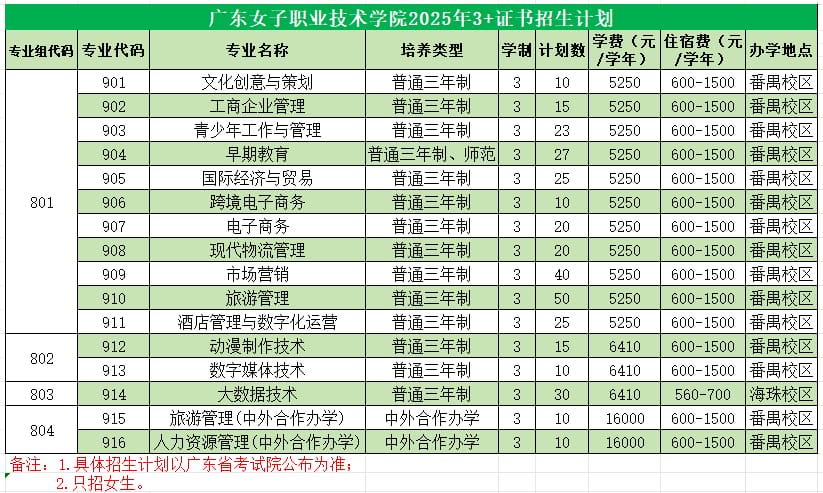 广东女子职业技术学院2025年3+证书招生计划
专业组代码 专业代码 专业名称 培养类型 学制 计划数 学费（元/学年） 住宿费（元/学年） 办学地点
801 901 文化创意与策划 普通三年制 3 10 5250 600-1500 番禺校区
902 工商企业管理 普通三年制 3 15 5250 600-1500 番禺校区
903 青少年工作与管理 普通三年制 3 23 5250 600-1500 番禺校区
904 早期教育 普通三年制、师范 3 27 5250 600-1500 番禺校区
905 国际经济与贸易 普通三年制 3 25 5250 600-1500 番禺校区
906 跨境电子商务 普通三年制 3 10 5250 600-1500 番禺校区
907 电子商务 普通三年制 3 20 5250 600-1500 番禺校区
908 现代物流管理 普通三年制 3 20 5250 600-1500 番禺校区
909 市场营销 普通三年制 3 40 5250 600-1500 番禺校区
910 旅游管理 普通三年制 3 50 5250 600-1500 番禺校区
911 酒店管理与数字化运营 普通三年制 3 25 5250 600-1500 番禺校区
802 912 动漫制作技术 普通三年制 3 15 6410 600-1500 番禺校区
913 数字媒体技术 普通三年制 3 10 6410 600-1500 番禺校区
803 914 大数据技术 普通三年制 3 30 6410 560-700 海珠校区
804 915 旅游管理(中外合作办学) 中外合作办学 3 10 16000 600-1500 番禺校区
916 人力资源管理(中外合作办学) 中外合作办学 3 10 16000 600-1500 番禺校区
备注：1.具体招生计划以广东省考试院公布为准；
2.只招女生。